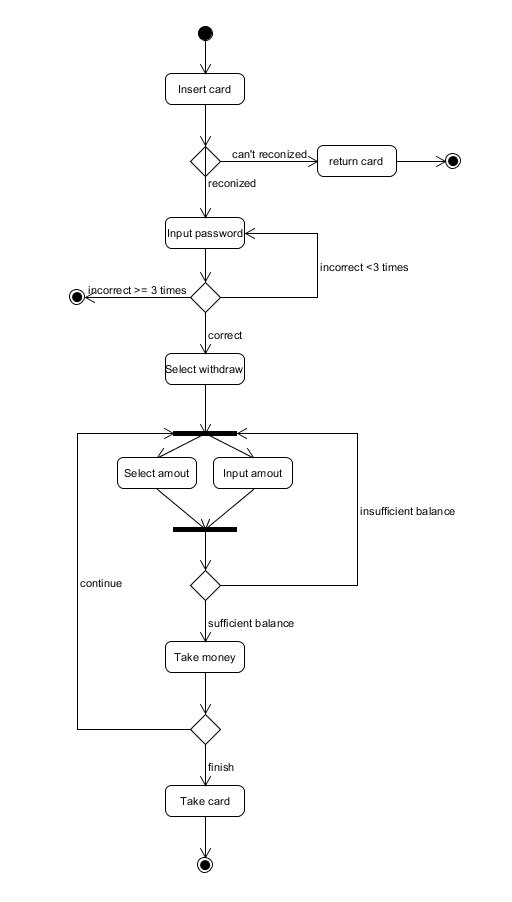 Insert card
can't reconized
return card
reconized
Input password
incorrect <3 times
incorrect >= 3 times
correct
Select withdraw
Select amout
Input amout
insufficient balance
continue
sufficient balance
Take money
finish
Take card